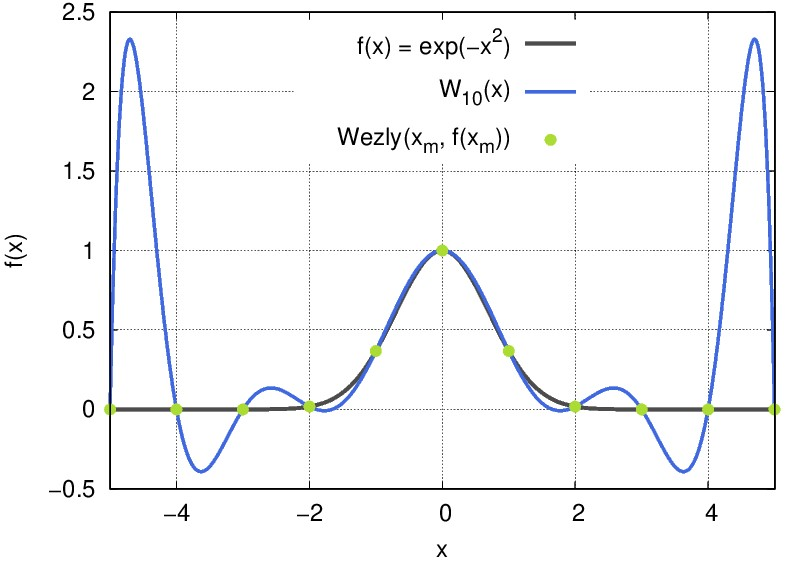 2.5
2
1.5
1
0.5
0
−0.5
f(x)
f(x) = exp(−x²)
W₁₀(x)
Wezly(xₘ, f(xₘ))
−4
−2
0
2
4
x